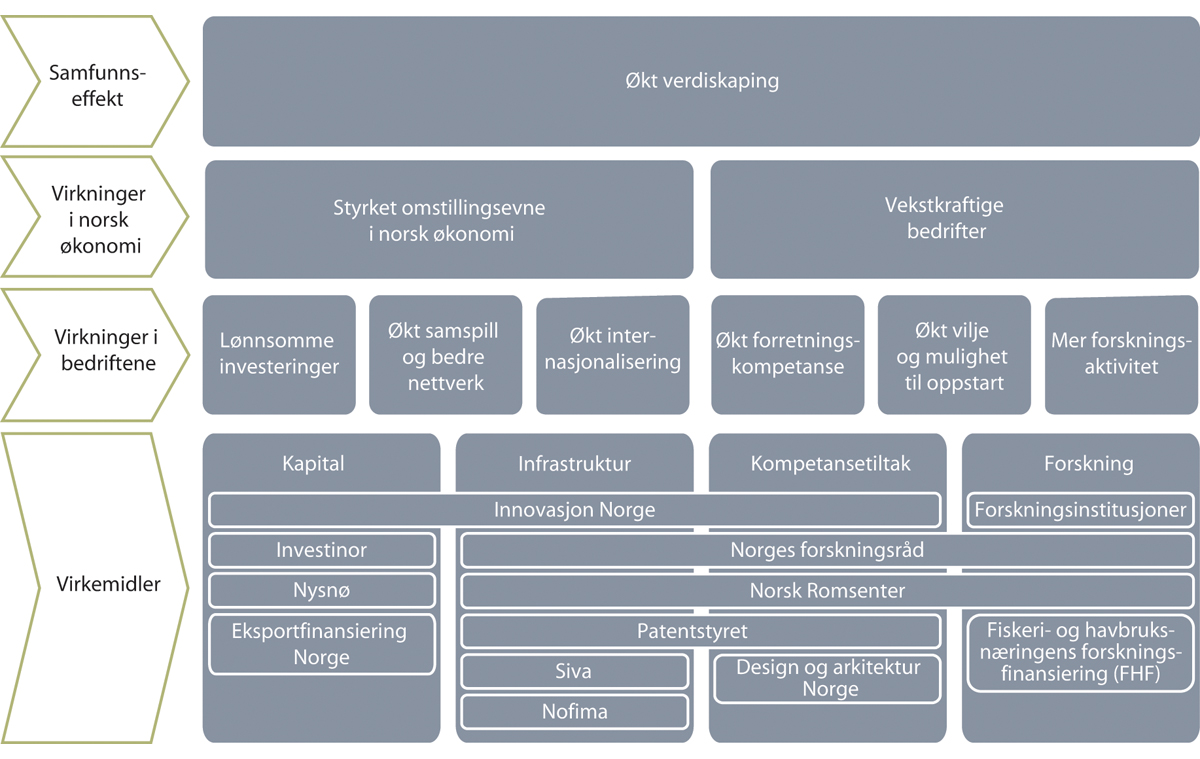 Samfunns-
effekt
Økt verdiskaping
Virkninger
i norsk
økonomi
Styrket omstillingsevne
i norsk økonomi
Vekstkraftige
bedrifter
Virkninger i
bedriftene
Lønnsomme
investeringer
Økt samspill
og bedre
nettverk
Økt inter-
nasjonalisering
Økt forretnings-
kompetanse
Økt vilje
og mulighet
til oppstart
Mer forsknings-
aktivitet
Virkemidler
Kapital
Infrastruktur
Kompetansetiltak
Forskning
Innovasjon Norge
Forskningsinstitusjoner
Investinor
Norges forskningsråd
Nysnø
Norsk Romsenter
Eksportfinansiering
Norge
Patentstyret
Fiskeri- og havbruks-
næringens forsknings-
finansiering (FHF)
Siva
Design og arkitektur
Norge
Nofima